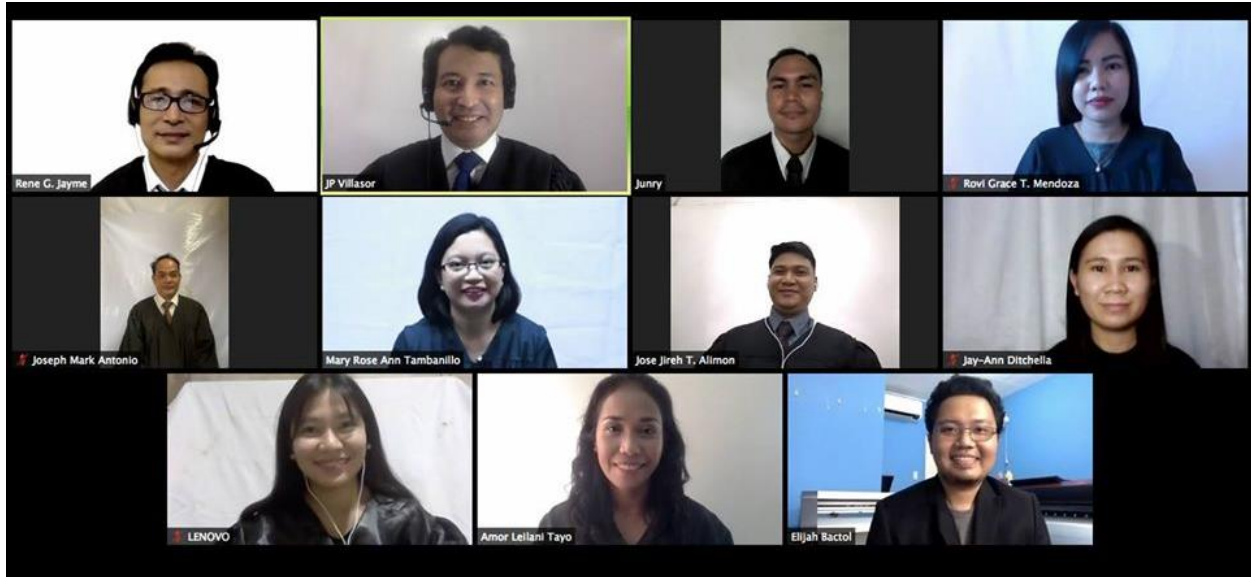 Rene G. Jayme
JP Villasor
Junry
Rovi Grace T. Mendoza
Joseph Mark Antonio
Mary Rose Ann Tambanillo
Jose Jireh T. Alimon
Jay-Ann Ditchella
LENOVO
Amor Leilani Tayo
Elijah Bactol